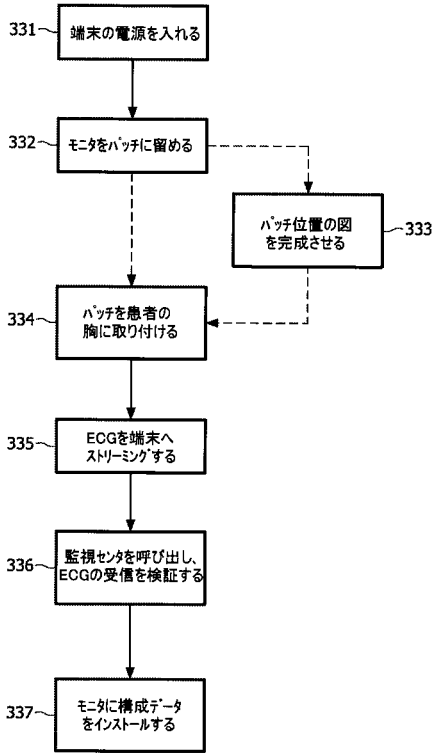 331
端末の電源を入れる
332
モニタをパッチに留める
パッチ位置の図
を完成させる
333
334
パッチを患者の
胸に取り付ける
335
ECGを端末へ
ストリーミングする
336
監視センタを呼び出し、
ECGの受信を検証する
337
モニタに構成データ
をインストールする